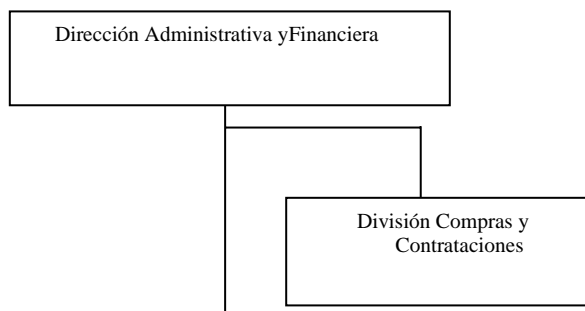 Dirección Administrativa yFinanciera
División Compras y
Contrataciones